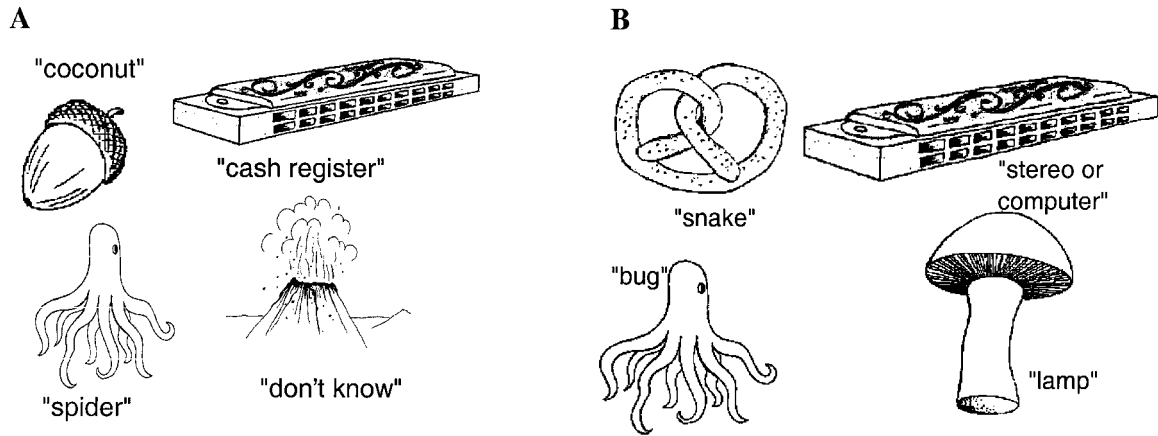 A
"coconut"
"cash register"
"spider"
"don't know"
B
"snake"
"stereo or
computer"
"bug"
"lamp"